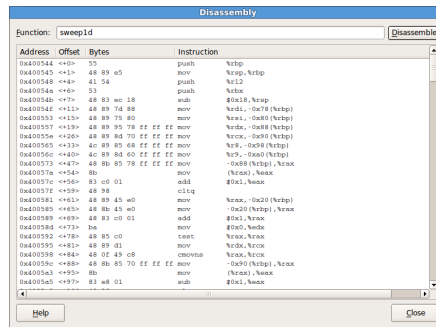 Disassembly
Function: sweep1d Disassemble
Address Offset Bytes Instruction
0x400544 <+0> 55 push %rbp
0x400545 <+1> 48 89 e5 mov %rsp,%rbp
0x400548 <+4> 41 54 push %r12
0x40054a <+6> 53 push %rbx
0x40054b <+7> 48 83 ec 18 sub $0x18,%rsp
0x40054f <+11> 48 89 7d 88 mov %rdi,-0x78(%rbp)
0x400553 <+15> 48 89 75 80 mov %rsi,-0x80(%rbp)
0x400557 <+19> 48 89 95 78 ff ff ff mov %rdx,-0x88(%rbp)
0x40055e <+26> 48 89 8d 70 ff ff ff mov %rcx,-0x90(%rbp)
0x400565 <+33> 4c 89 85 68 ff ff ff mov %r8,-0x98(%rbp)
0x40056c <+40> 4c 89 8d 60 ff ff ff mov %r9,-0xa0(%rbp)
0x400573 <+47> 48 8b 85 78 ff ff ff mov -0x88(%rbp),%rax
0x40057a <+54> 8b mov (%rax),%eax
0x40057c <+56> 83 c0 01 add $0x1,%eax
0x40057f <+59> 48 98 cltq
0x400581 <+61> 48 89 45 e0 mov %rax,-0x20(%rbp)
0x400585 <+65> 48 8b 45 e0 mov -0x20(%rbp),%rax
0x400589 <+69> 48 83 c0 01 add $0x1,%rax
0x40058d <+73> ba mov $0x0,%edx
0x400592 <+78> 48 85 c0 test %rax,%rax
0x400595 <+81> 48 89 d1 mov %rdx,%rcx
0x400598 <+84> 48 0f 49 c8 cmovns %rax,%rcx
0x40059c <+88> 48 8b 85 70 ff ff ff mov -0x90(%rbp),%rax
0x4005a3 <+95> 8b mov (%rax),%eax
0x4005a5 <+97> 83 e8 01 sub $0x1,%eax
Help Close